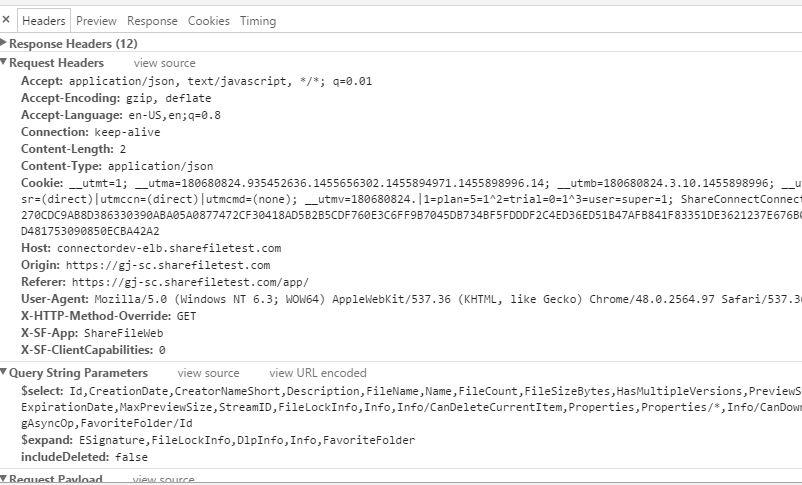 × Headers Preview Response Cookies Timing
Response Headers (12)
Request Headers view source
Accept: application/json, text/javascript, */*; q=0.01
Accept-Encoding: gzip, deflate
Accept-Language: en-US,en;q=0.8
Connection: keep-alive
Content-Length: 2
Content-Type: application/json
Cookie: __utmt=1; __utma=180680824.935452636.1455656302.1455894971.1455898996.14; __utmb=180680824.3.10.1455898996;
sr=(direct)|utmccn=(direct)|utmcmd=(none); __utmv=180680824.|1=plan=5=1^2=trial=0=1^3=user=super=1;
270CDC9AB8D386330390ABA05A0877472CF30418AD5B2B5CDF760E3C6FF9B7045DB734BF5FDDDF2C4ED36ED51B47AFB841F83351DE3621237E676B
D481753090850ECBA42A2
Host: connectordev-elb.sharefiletest.com
Origin: https://gj-sc.sharefiletest.com
Referer: https://gj-sc.sharefiletest.com/app/
User-Agent: Mozilla/5.0 (Windows NT 6.3; WOW64) AppleWebKit/537.36 (KHTML, like Gecko) Chrome/48.0.2564.97 Safari/537.36
X-HTTP-Method-Override: GET
X-SF-App: ShareFileWeb
X-SF-ClientCapabilities: 0
Query String Parameters view source view URL encoded
$select: Id,CreationDate,CreatorNameShort,Description,FileName,Name,FileCount,FileSizeBytes,HasMultipleVersions,PreviewS
ExpirationDate,MaxPreviewSize,StreamID,FileLockInfo,Info,Info/CanDeleteCurrentItem,Properties,Properties/*,Info/CanDow
gAsyncOp,FavoriteFolder/Id
$expand: ESignature,FileLockInfo,DlpInfo,Info,FavoriteFolder
includeDeleted: false
Request Payload view source